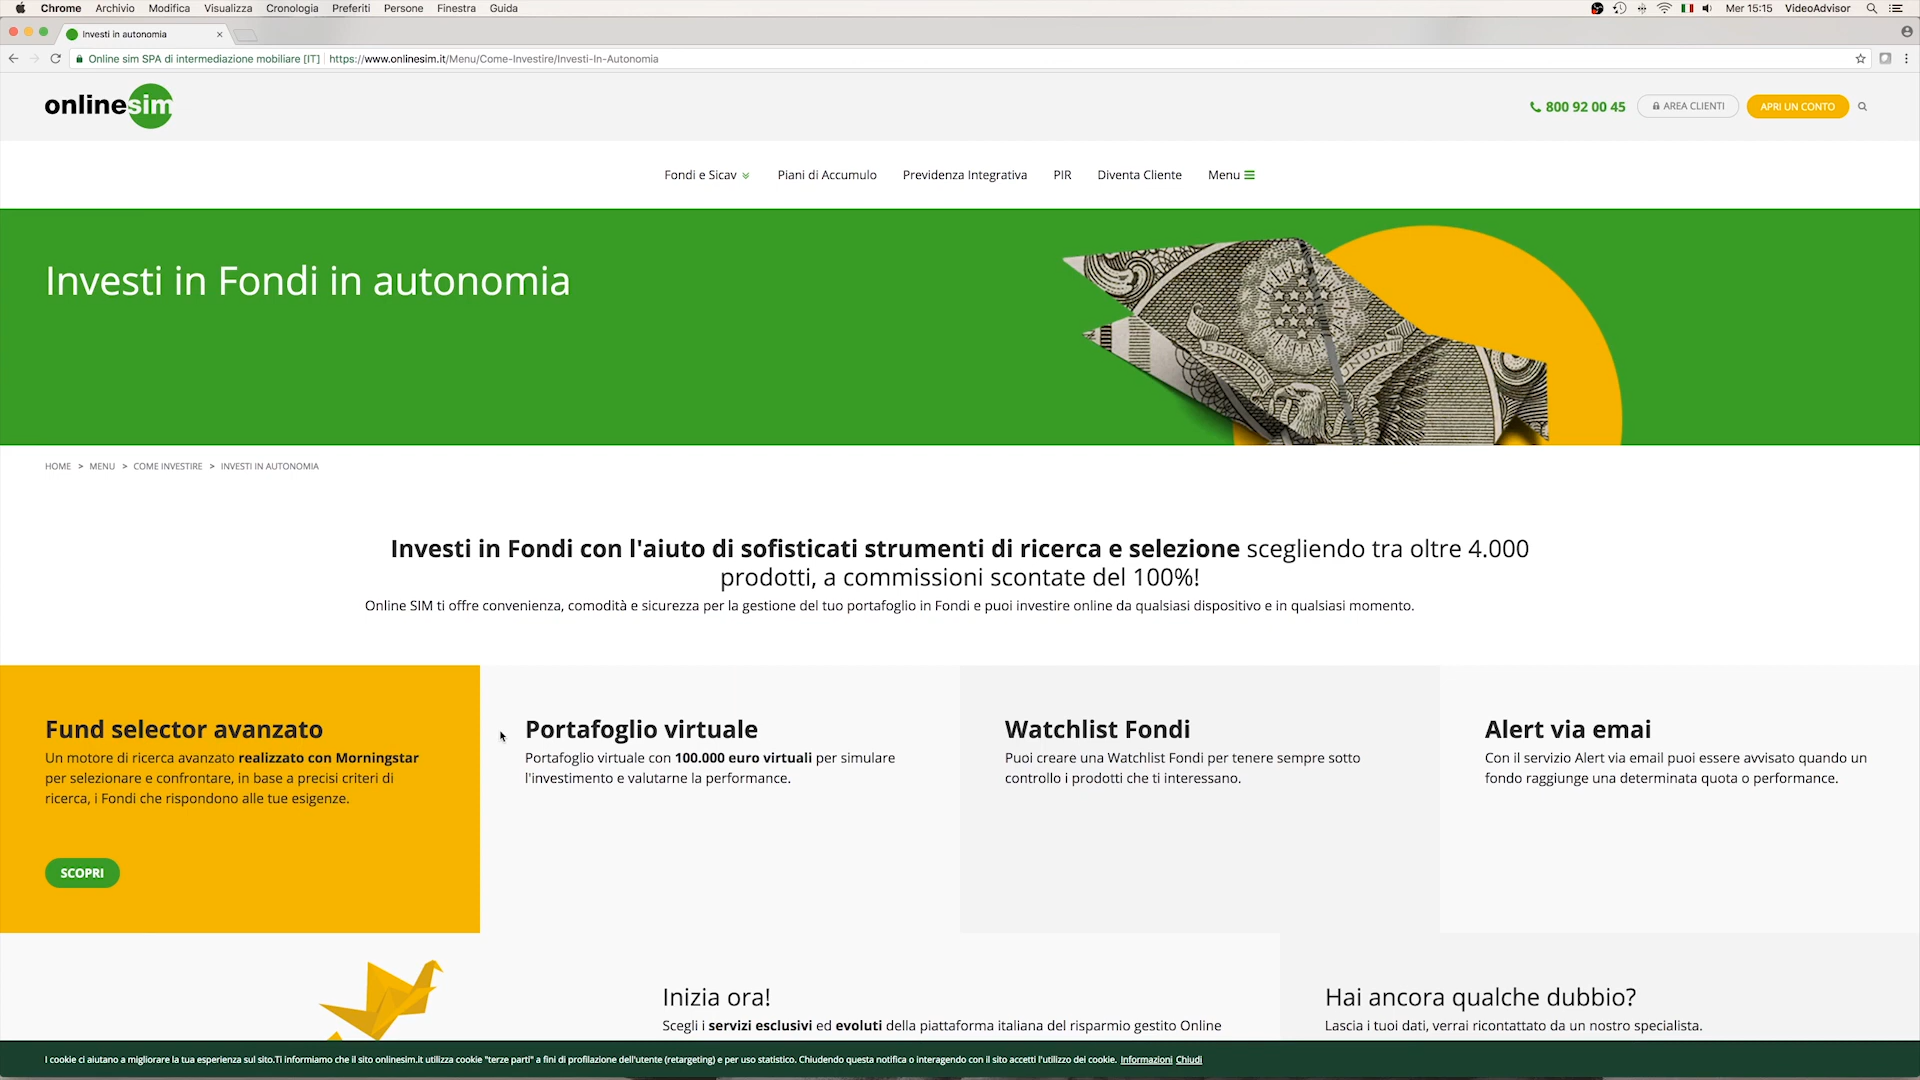 Chrome Archivio Modifica Visualizza Cronologia Preferiti Persone Finestra Guida Mer 15:15 VideoAdvisor
Investi in autonomia
Online sim SPA di intermediazione mobiliare [IT] https://www.onlinesim.it/Menu/Come-Investire/Investi-In-Autonomia
onlinesim
800 92 00 45 AREA CLIENTI APRI UN CONTO
Fondi e Sicav Piani di Accumulo Previdenza Integrativa PIR Diventa Cliente Menu
Investi in Fondi in autonomia
E PLURIBUS UNUM
HOME > MENU > COME INVESTIRE > INVESTI IN AUTONOMIA
Investi in Fondi con l'aiuto di sofisticati strumenti di ricerca e selezione scegliendo tra oltre 4.000
prodotti, a commissioni scontate del 100%!
Online SIM ti offre convenienza, comodità e sicurezza per la gestione del tuo portafoglio in Fondi e puoi investire online da qualsiasi dispositivo e in qualsiasi momento.
Fund selector avanzato
Un motore di ricerca avanzato realizzato con Morningstar
per selezionare e confrontare, in base a precisi criteri di
ricerca, i Fondi che rispondono alle tue esigenze.
SCOPRI
Portafoglio virtuale
Portafoglio virtuale con 100.000 euro virtuali per simulare
l'investimento e valutarne la performance.
Watchlist Fondi
Puoi creare una Watchlist Fondi per tenere sempre sotto
controllo i prodotti che ti interessano.
Alert via emai
Con il servizio Alert via email puoi essere avvisato quando un
fondo raggiunge una determinata quota o performance.
Inizia ora!
Scegli i servizi esclusivi ed evoluti della piattaforma italiana del risparmio gestito Online
Hai ancora qualche dubbio?
Lascia i tuoi dati, verrai ricontattato da un nostro specialista.
I cookie ci aiutano a migliorare la tua esperienza sul sito.Ti informiamo che il sito onlinesim.it utilizza cookie "terze parti" a fini di profilazione dell'utente (retargeting) e per uso statistico. Chiudendo questa notifica o interagendo con il sito accetti l'utilizzo dei cookie. Informazioni Chiudi